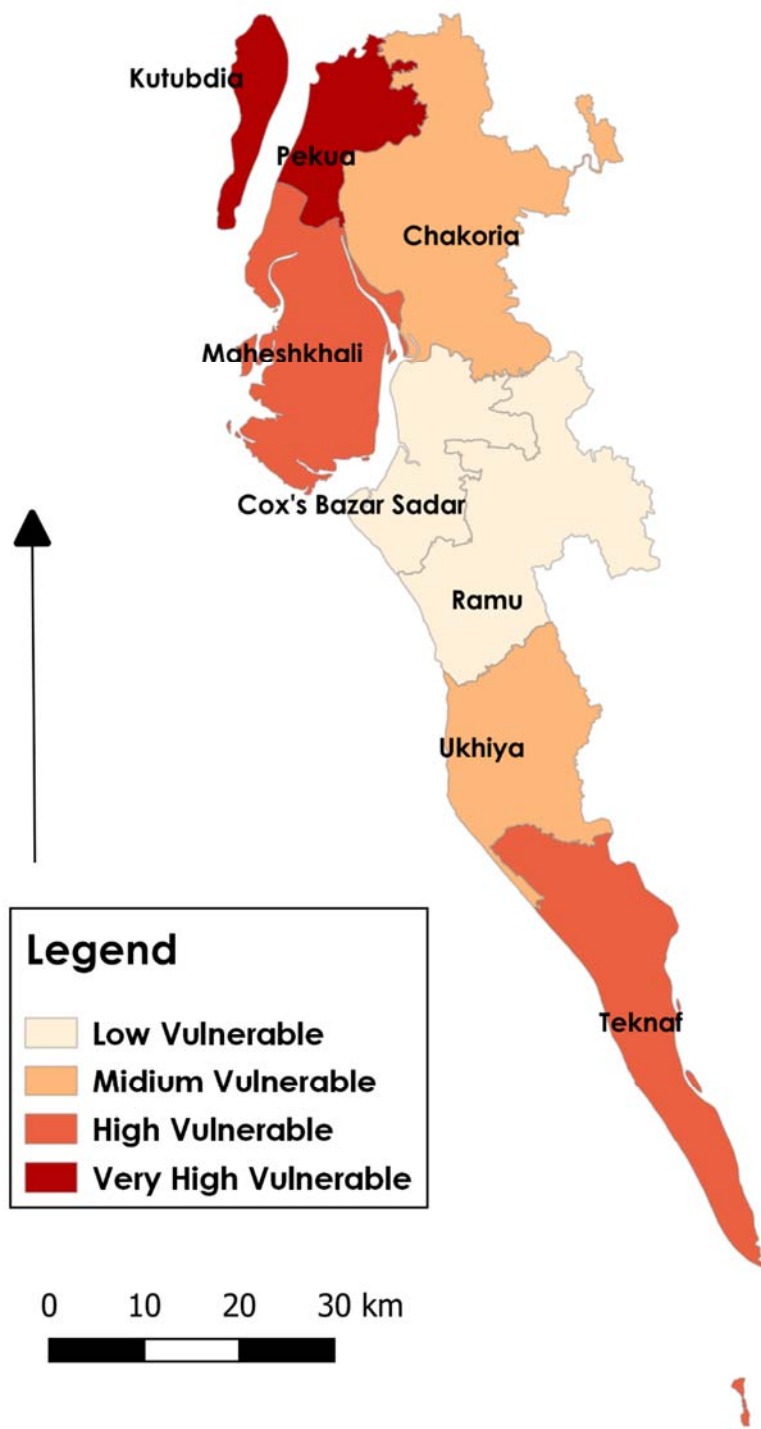 Kutubdia
Pekua
Chakoria
Maheshkhali
Cox's Bazar Sadar
Ramu
Ukhiya
Teknaf
Legend
Low Vulnerable
Midium Vulnerable
High Vulnerable
Very High Vulnerable
0 10 20 30 km